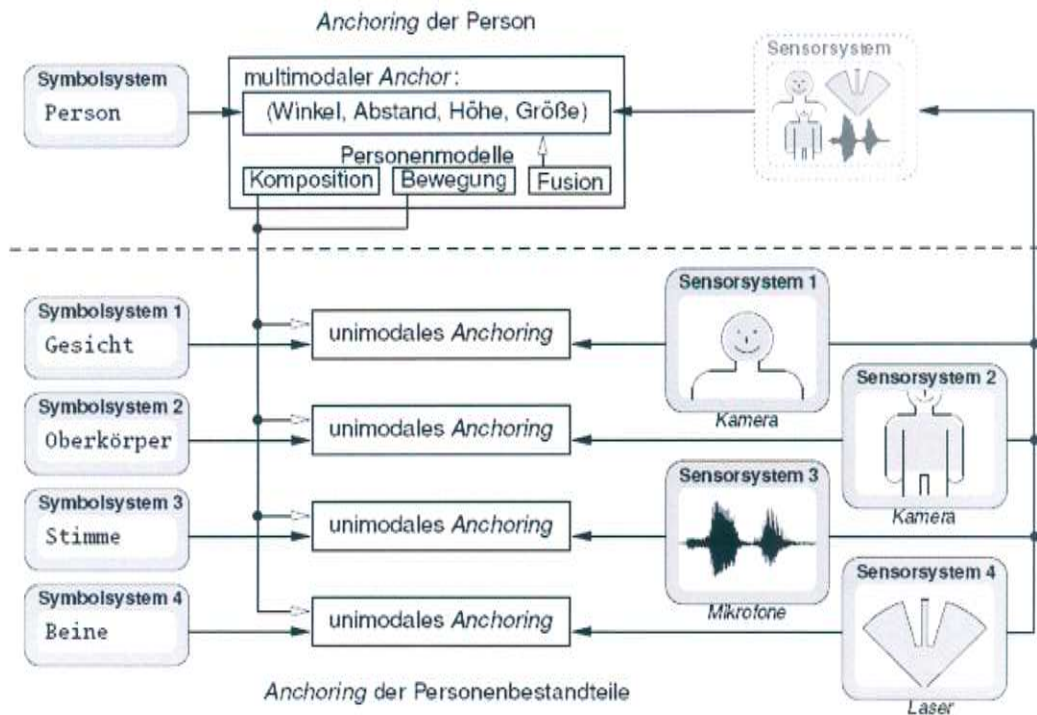 Anchoring der Person
Symbolsystem
Person
multimodaler Anchor:
(Winkel, Abstand, Höhe, Größe)
Personenmodelle
Komposition
Bewegung
Fusion
Sensorsystem
Symbolsystem 1
Gesicht
unimodales Anchoring
Sensorsystem 1
Kamera
Symbolsystem 2
Oberkörper
unimodales Anchoring
Sensorsystem 2
Kamera
Symbolsystem 3
Stimme
unimodales Anchoring
Sensorsystem 3
Mikrofone
Symbolsystem 4
Beine
unimodales Anchoring
Sensorsystem 4
Laser
Anchoring der Personenbestandteile